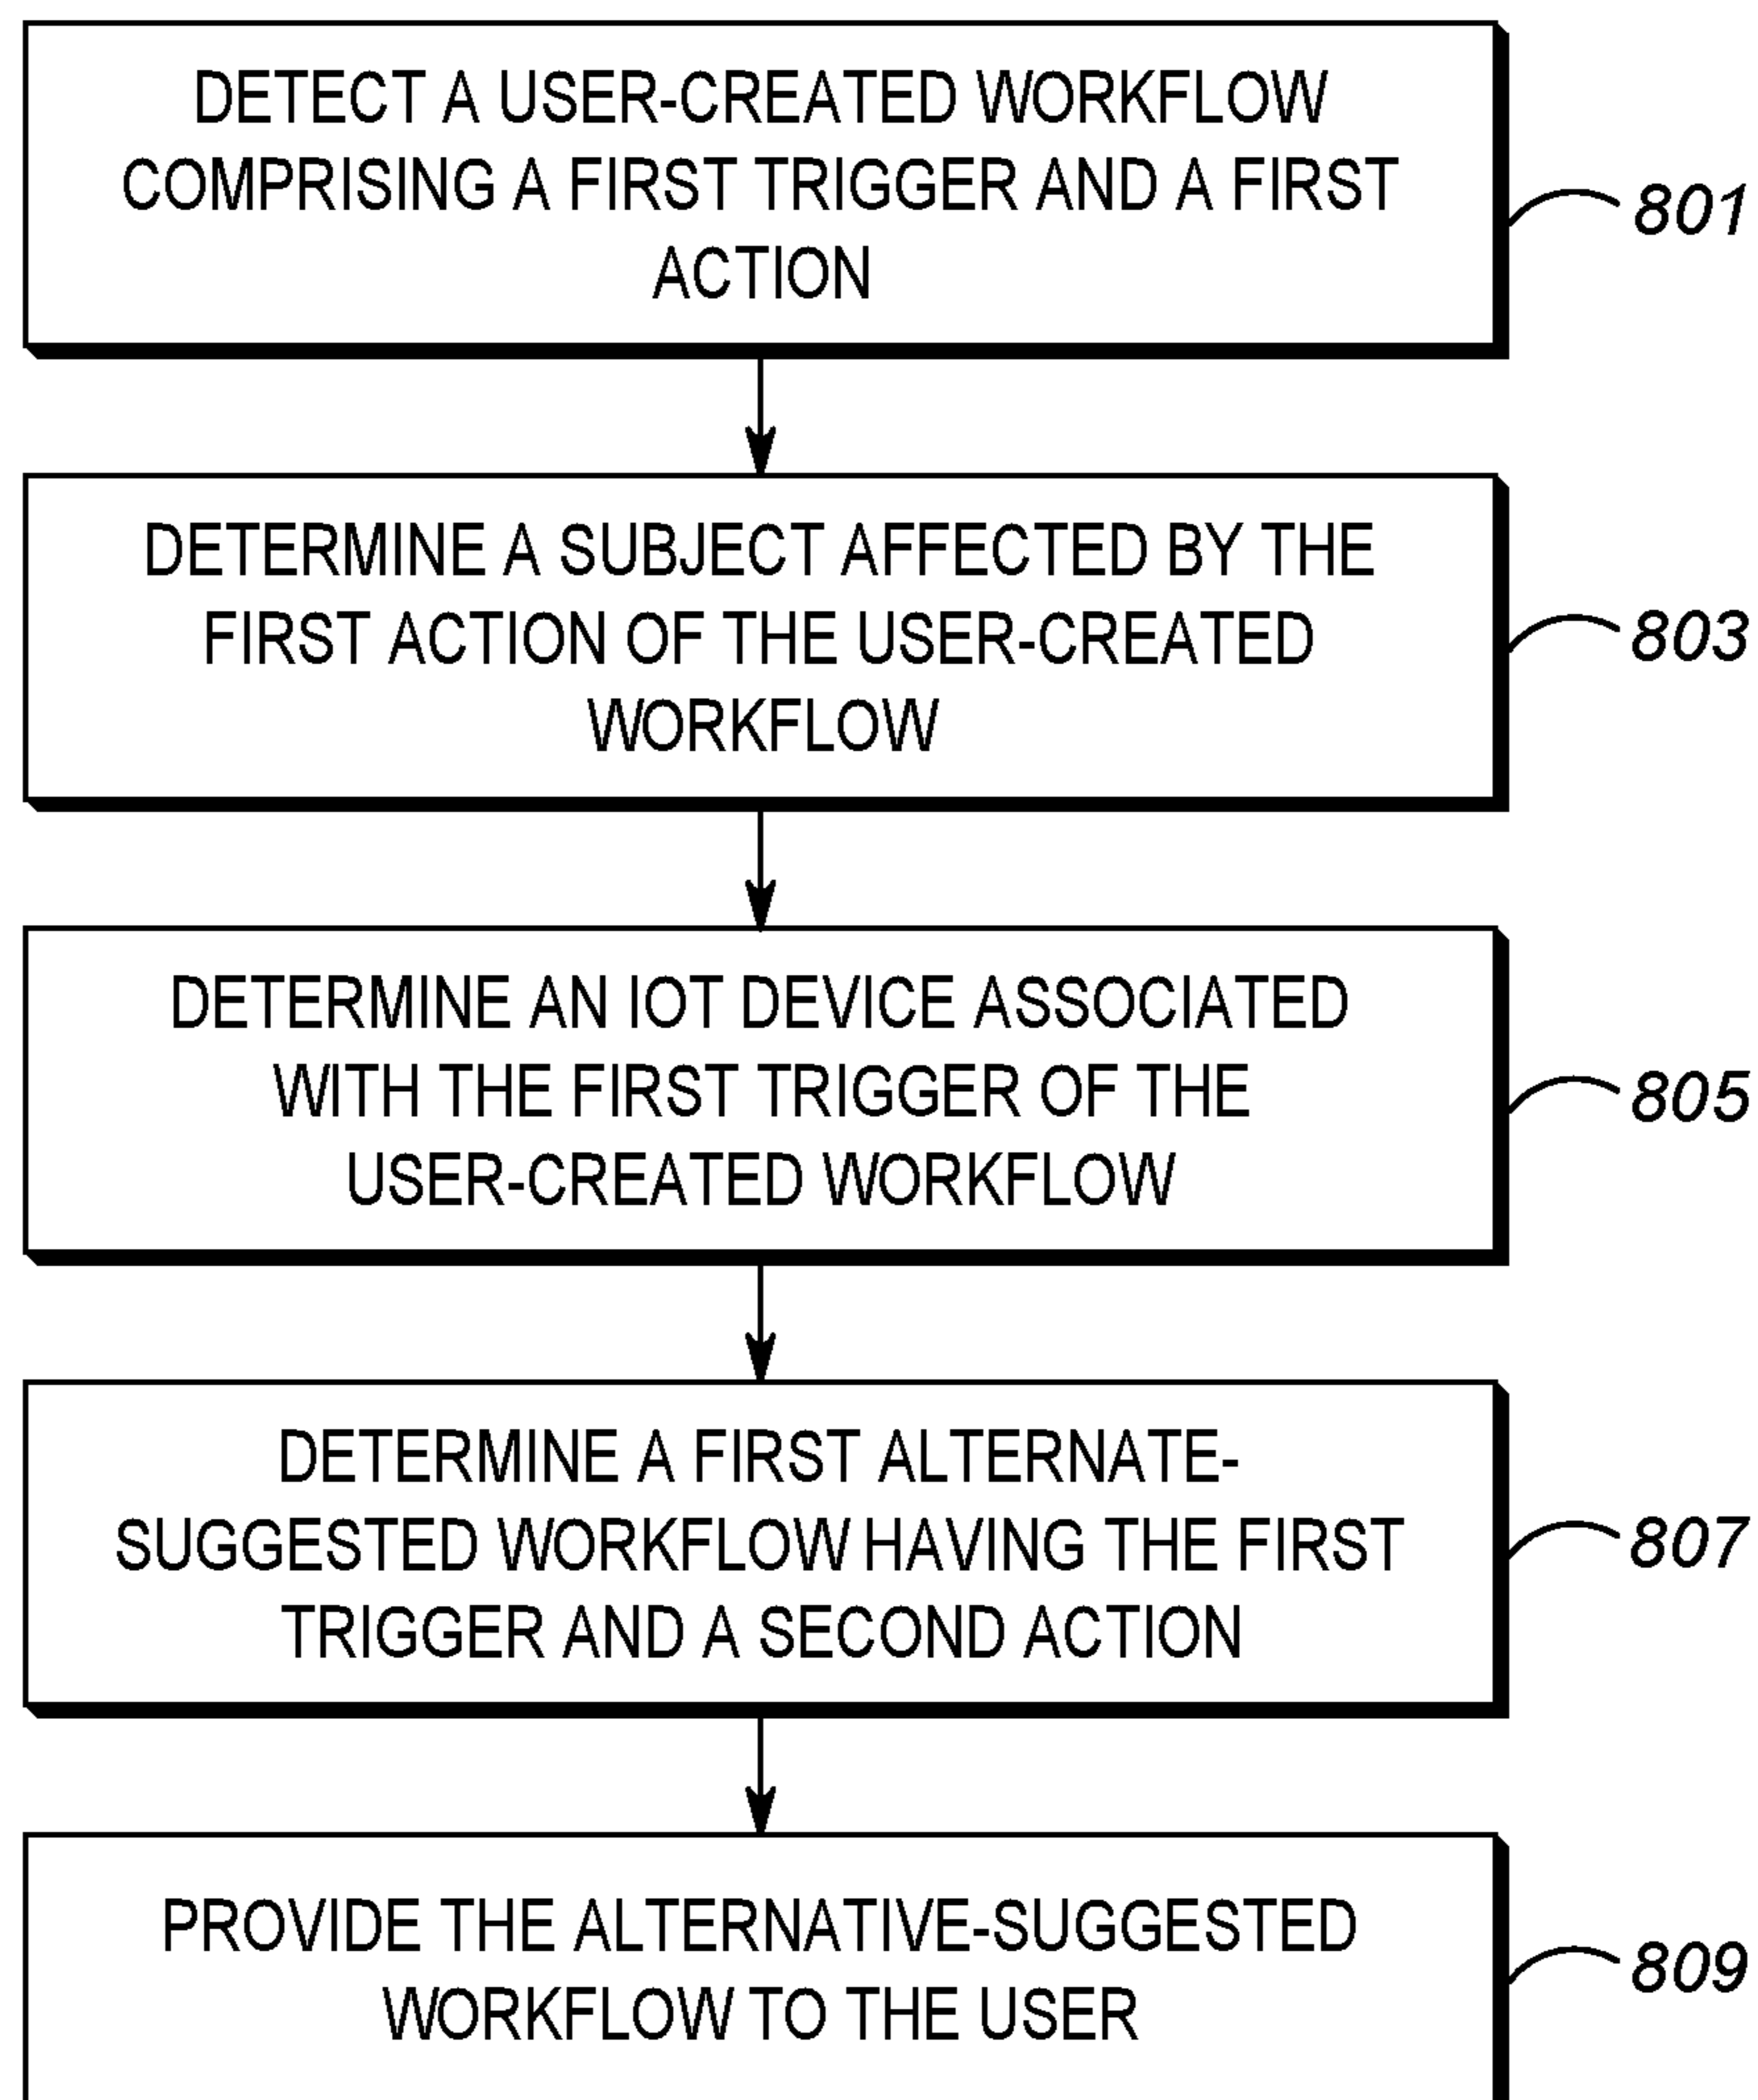 DETECT A USER-CREATED WORKFLOW
COMPRISING A FIRST TRIGGER AND A FIRST
ACTION
801
DETERMINE A SUBJECT AFFECTED BY THE
FIRST ACTION OF THE USER-CREATED
WORKFLOW
803
DETERMINE AN IOT DEVICE ASSOCIATED
WITH THE FIRST TRIGGER OF THE
USER-CREATED WORKFLOW
805
DETERMINE A FIRST ALTERNATE-
SUGGESTED WORKFLOW HAVING THE FIRST
TRIGGER AND A SECOND ACTION
807
PROVIDE THE ALTERNATIVE-SUGGESTED
WORKFLOW TO THE USER
809